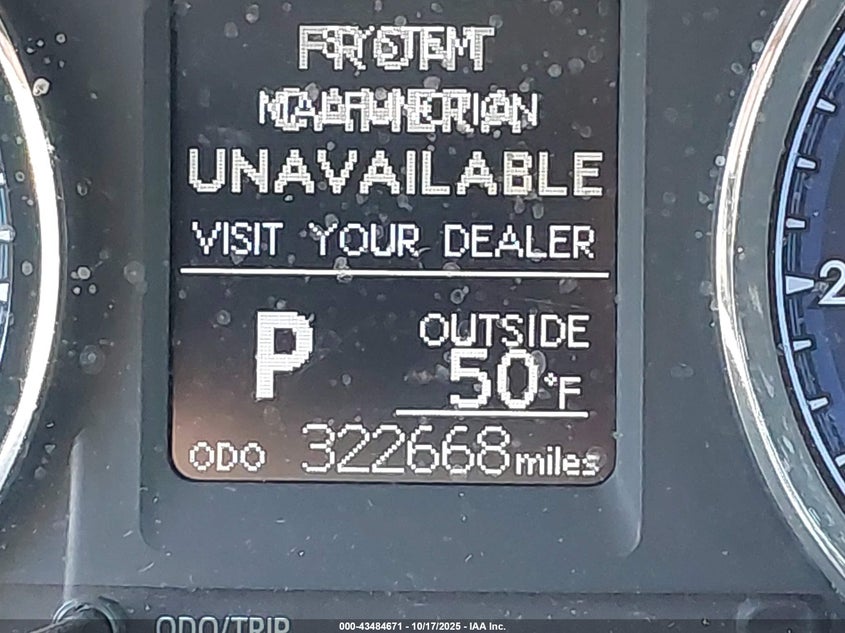 UNAVAILABLE
VISIT YOUR DEALER
P
OUTSIDE
50°F
ODO 322668 miles
ODO/TRIP
000-43484671 - 10/17/2025 - IAA Inc.